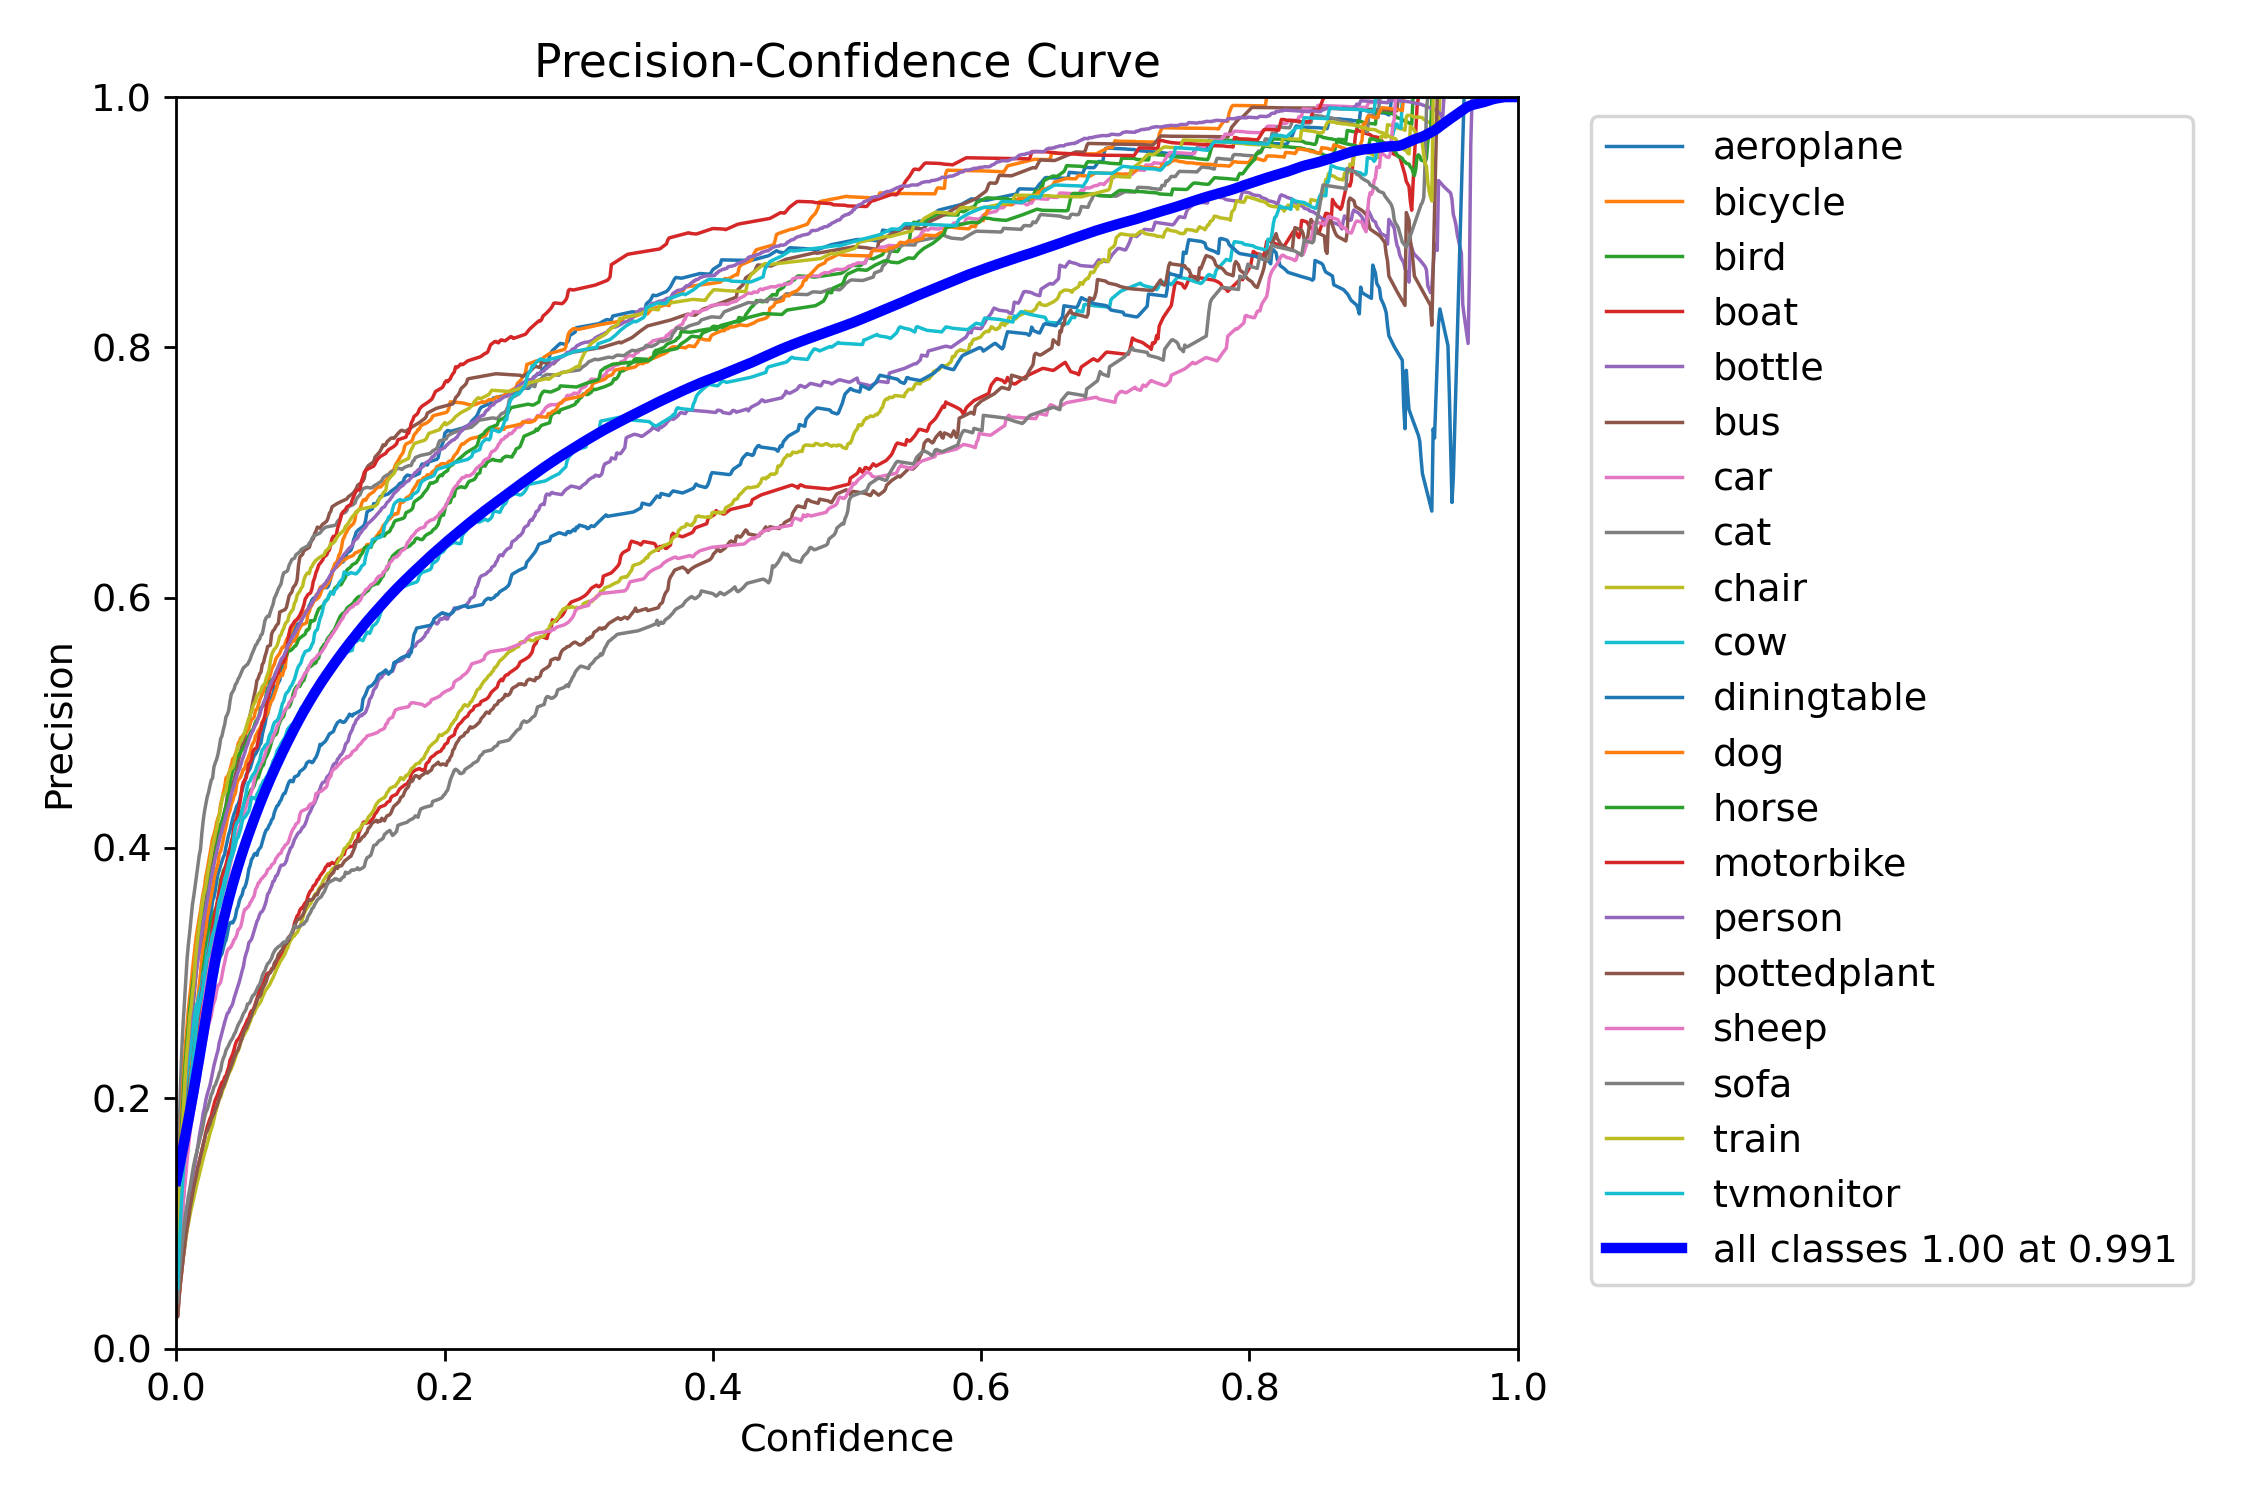 Precision-Confidence Curve
1.0
0.8
0.6
0.4
0.2
0.0
Precision
0.0 0.2 0.4 0.6 0.8 1.0
Confidence
aeroplane
bicycle
bird
boat
bottle
bus
car
cat
chair
cow
diningtable
dog
horse
motorbike
person
pottedplant
sheep
sofa
train
tvmonitor
all classes 1.00 at 0.991